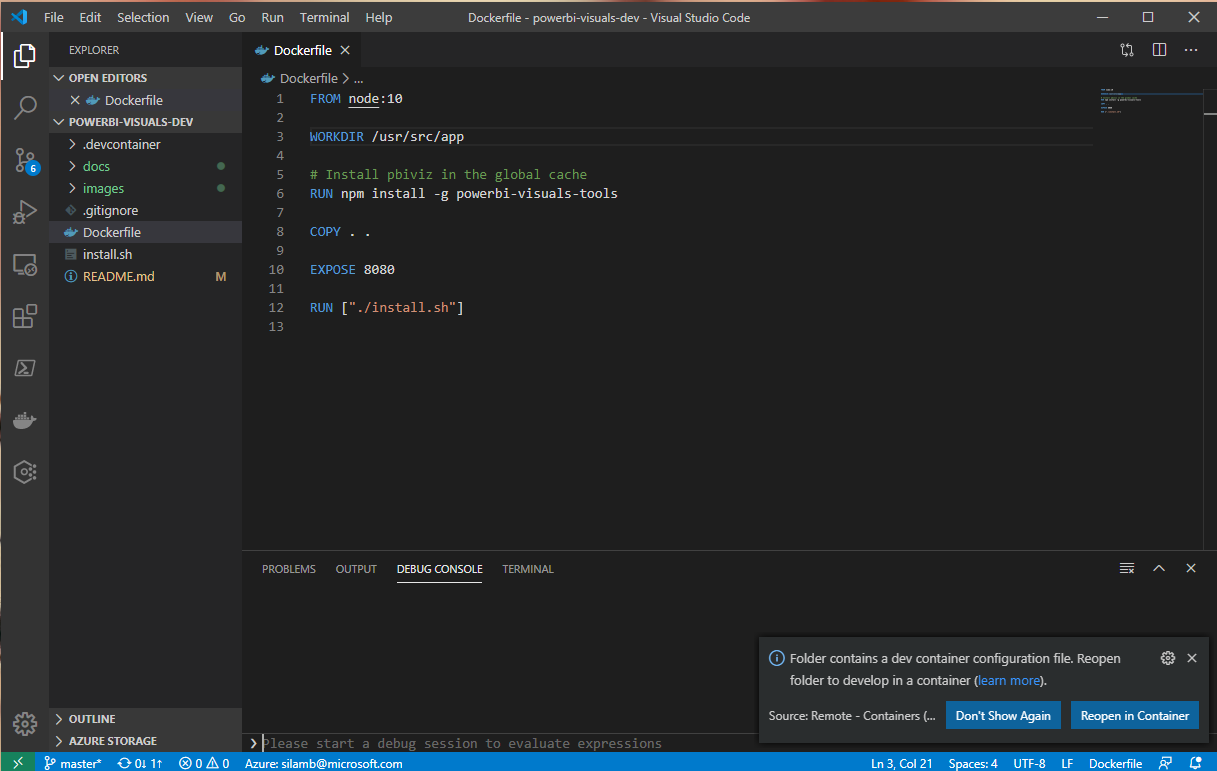 File Edit Selection View Go Run Terminal Help Dockerfile - powerbi-visuals-dev - Visual Studio Code
EXPLORER
OPEN EDITORS
Dockerfile
POWERBI-VISUALS-DEV
.devcontainer
docs
images
.gitignore
Dockerfile
install.sh
README.md M
OUTLINE
AZURE STORAGE
6
Dockerfile
Dockerfile > ...
1 FROM node:10
2
3 WORKDIR /usr/src/app
4
5 # Install pbiviz in the global cache
6 RUN npm install -g powerbi-visuals-tools
7
8 COPY . .
9
10 EXPOSE 8080
11
12 RUN ["./install.sh"]
13
PROBLEMS OUTPUT DEBUG CONSOLE TERMINAL
Folder contains a dev container configuration file. Reopen
folder to develop in a container (learn more).
Source: Remote - Containers (... Don't Show Again Reopen in Container
Please start a debug session to evaluate expressions
master* 0↓ 1↑ 0 0 Azure: silamb@microsoft.com Ln 3, Col 21 Spaces: 4 UTF-8 LF Dockerfile